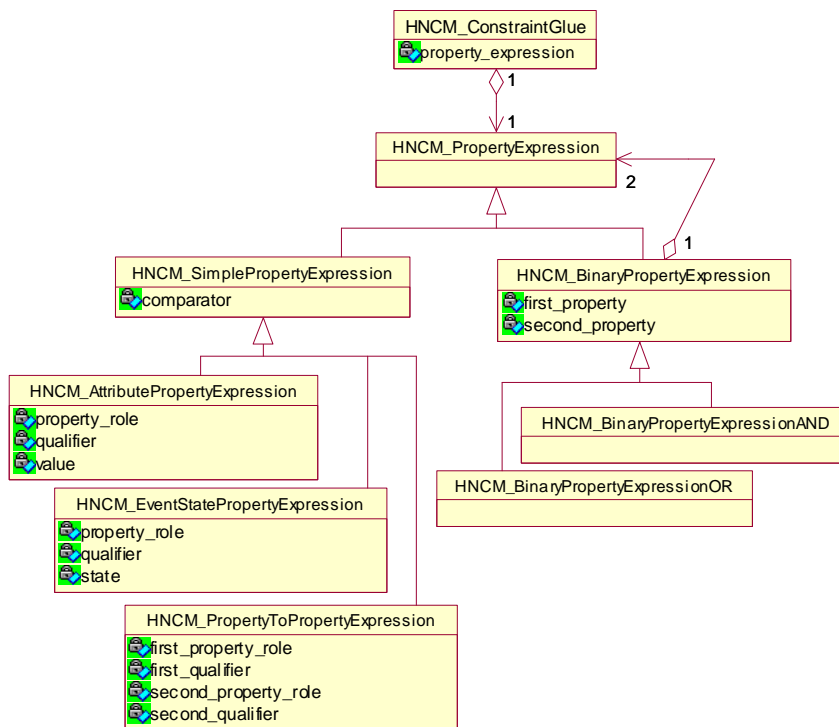 HNCM_ConstraintGlue
property_expression
1
1
HNCM_PropertyExpression
2
1
HNCM_SimplePropertyExpression
comparator
HNCM_BinaryPropertyExpression
first_property
second_property
HNCM_AttributePropertyExpression
property_role
qualifier
value
HNCM_BinaryPropertyExpressionAND
HNCM_BinaryPropertyExpressionOR
HNCM_EventStatePropertyExpression
property_role
qualifier
state
HNCM_PropertyToPropertyExpression
first_property_role
first_qualifier
second_property_role
second_qualifier